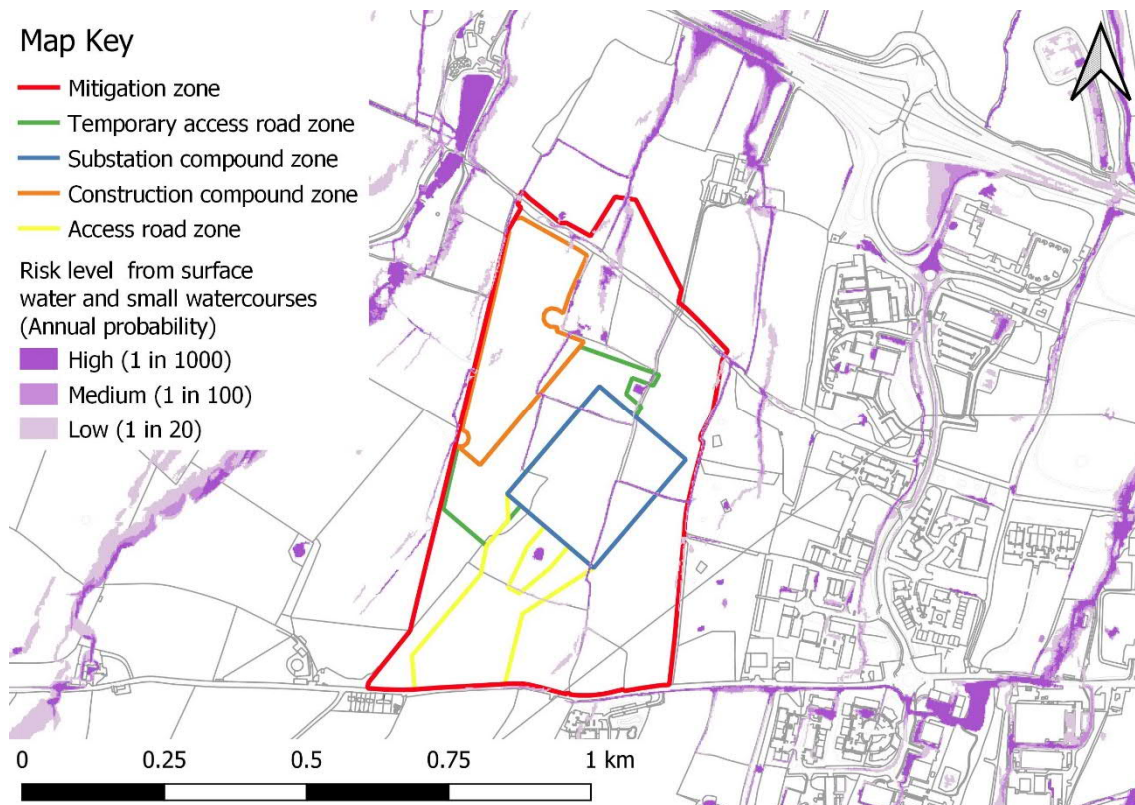 Map Key
Mitigation zone
Temporary access road zone
Substation compound zone
Construction compound zone
Access road zone
Risk level from surface
water and small watercourses
(Annual probability)
High (1 in 1000)
Medium (1 in 100)
Low (1 in 20)
0 0.25 0.5 0.75 1 km